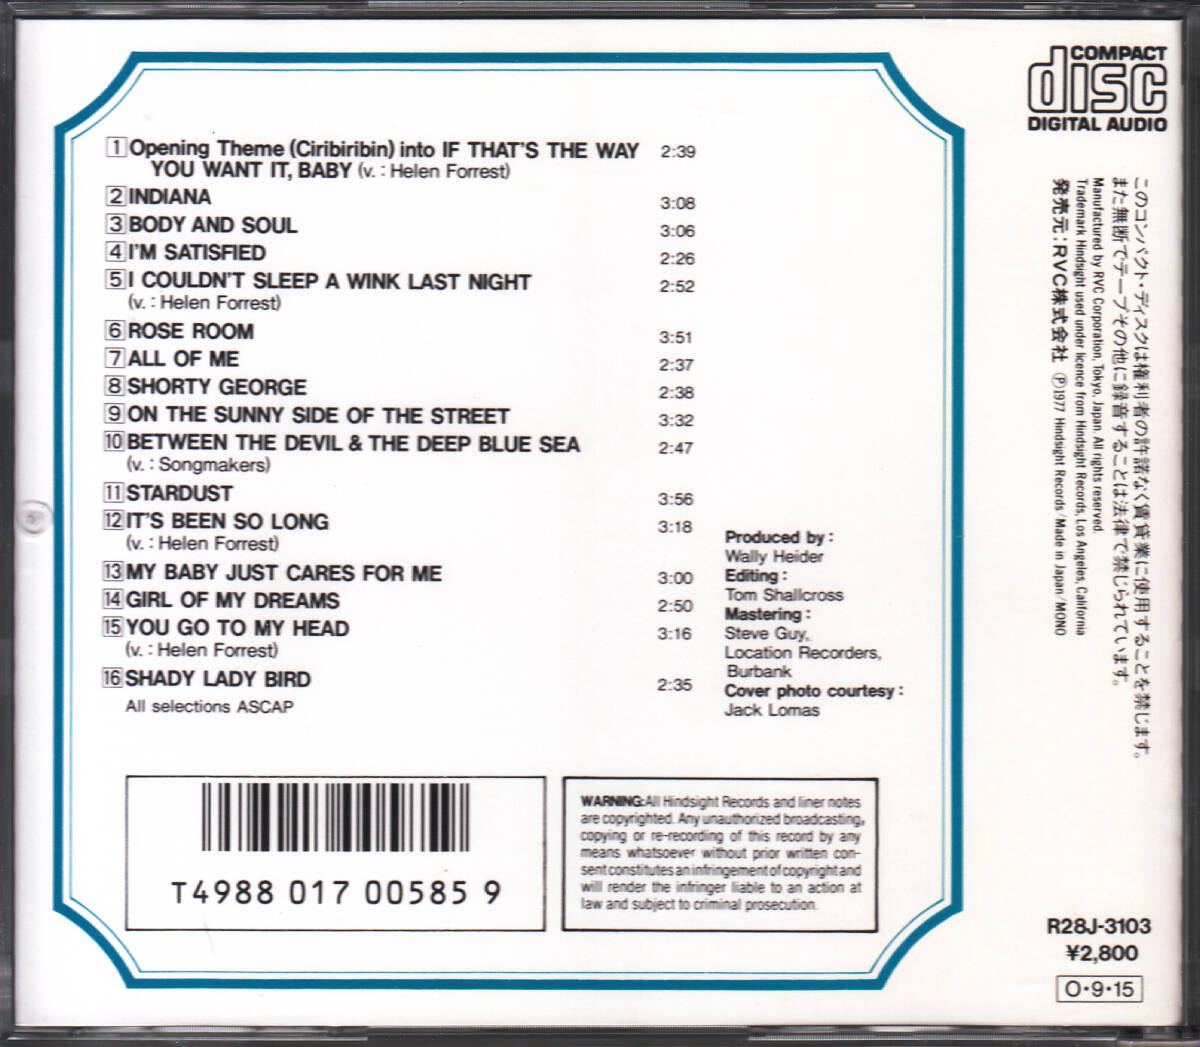 1 Opening Theme (Ciribiribin) into IF THAT'S THE WAY 2:39
YOU WANT IT, BABY (v. : Helen Forrest)
2 INDIANA 3:08
3 BODY AND SOUL 3:06
4 I'M SATISFIED 2:26
5 I COULDN'T SLEEP A WINK LAST NIGHT 2:52
(v. : Helen Forrest)
6 ROSE ROOM 3:51
7 ALL OF ME 2:37
8 SHORTY GEORGE 2:38
9 ON THE SUNNY SIDE OF THE STREET 3:32
10 BETWEEN THE DEVIL & THE DEEP BLUE SEA 2:47
(v. : Songmakers)
11 STARDUST 3:56
12 IT'S BEEN SO LONG 3:18
(v. : Helen Forrest)
13 MY BABY JUST CARES FOR ME 3:00
14 GIRL OF MY DREAMS 2:50
15 YOU GO TO MY HEAD 3:16
(v. : Helen Forrest)
16 SHADY LADY BIRD 2:35
All selections ASCAP
Produced by :
Wally Heider
Editing :
Tom Shallcross
Mastering :
Steve Guy,
Location Recorders,
Burbank
Cover photo courtesy :
Jack Lomas
T4988 017 00585 9
WARNING:All Hindsight Records and liner notes
are copyrighted. Any unauthorized broadcasting,
copying or re-recording of this record by any
means whatsoever without prior written con-
sent constitutes an infringement of copyright and
will render the infringer liable to an action at
law and subject to criminal prosecution.
COMPACT
disc
DIGITAL AUDIO
このコンパクト・ディスクは権利者の許諾なく賃貸業に使用することを禁じます。
また無断でテープその他に録音することは法律で禁じられています。
Manufactured by RVC Corporation, Tokyo, Japan. All rights reserved.
Trademark Hindsight used under licence from Hindsight Records, Los Angeles, California
発売元：RVC株式会社 ℗1977 Hindsight Records/Made in Japan/MONO
R28J-3103
¥2,800
O・9・15